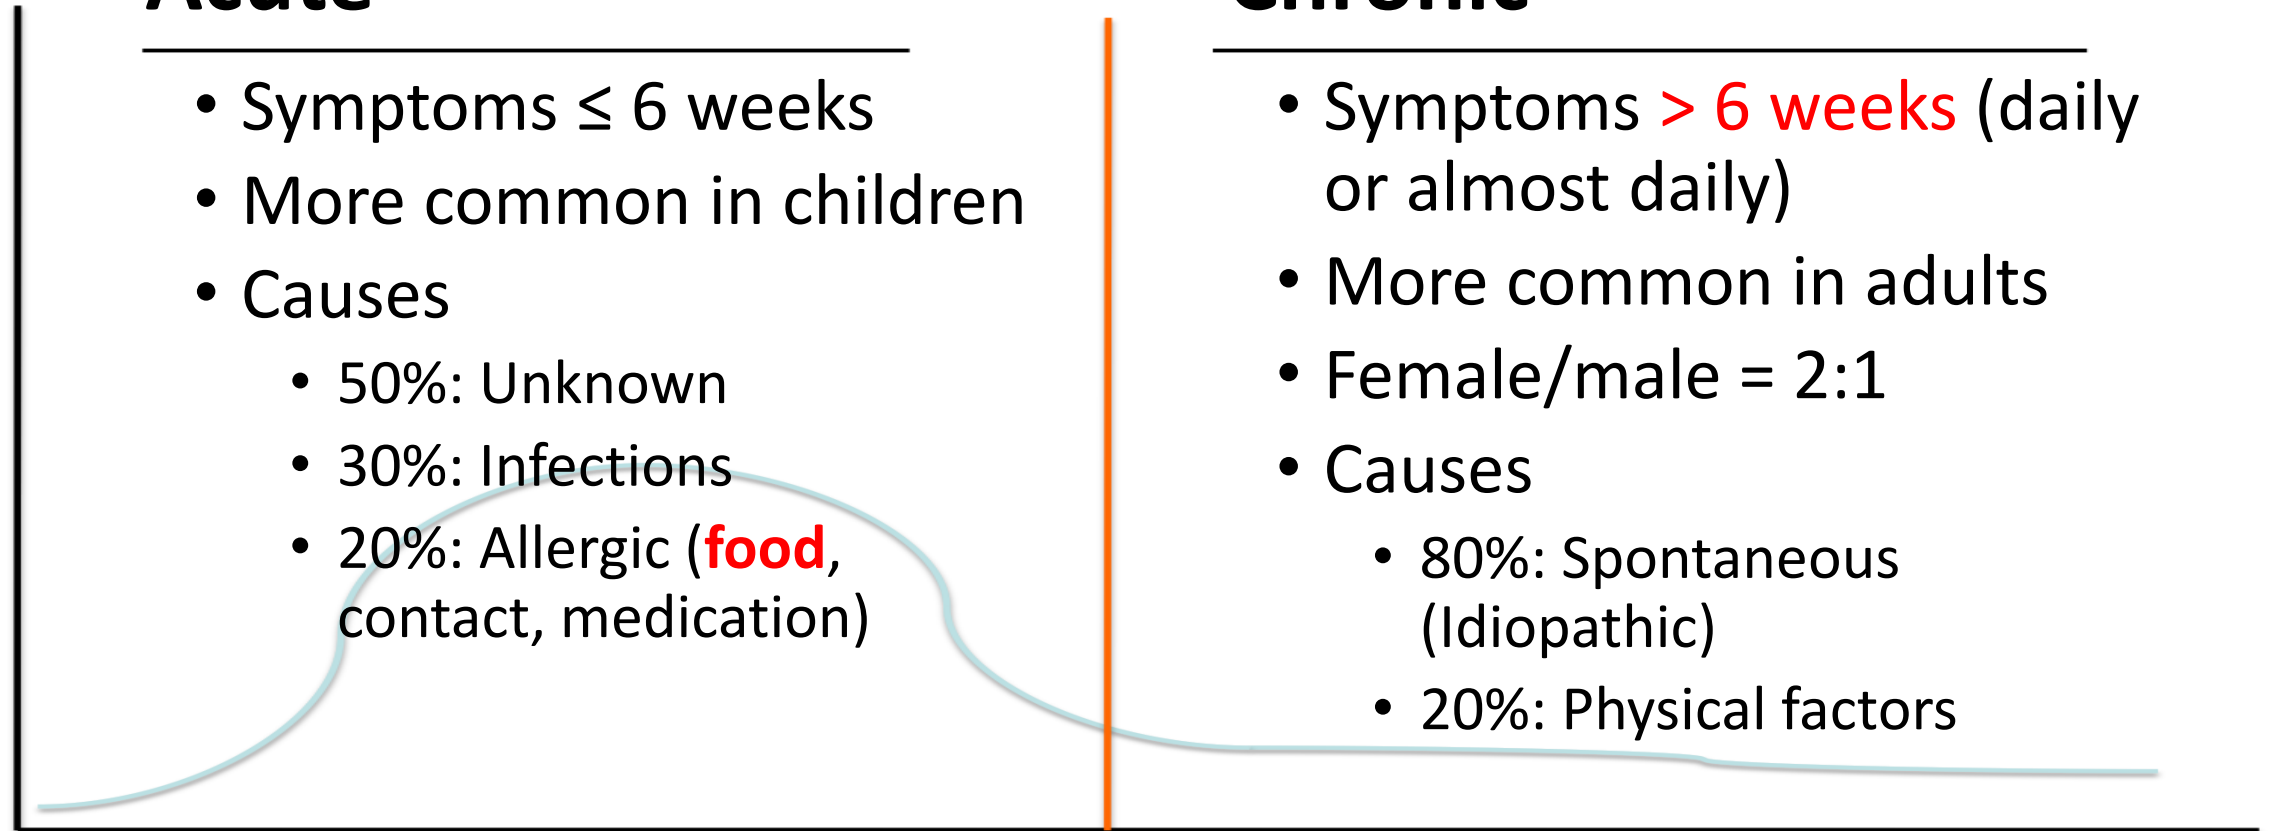 Acute
• Symptoms ≤ 6 weeks
• More common in children
• Causes
• 50%: Unknown
• 30%: Infections
• 20%: Allergic (food,
contact, medication)
Chronic
• Symptoms > 6 weeks (daily
or almost daily)
• More common in adults
• Female/male = 2:1
• Causes
• 80%: Spontaneous
(Idiopathic)
• 20%: Physical factors